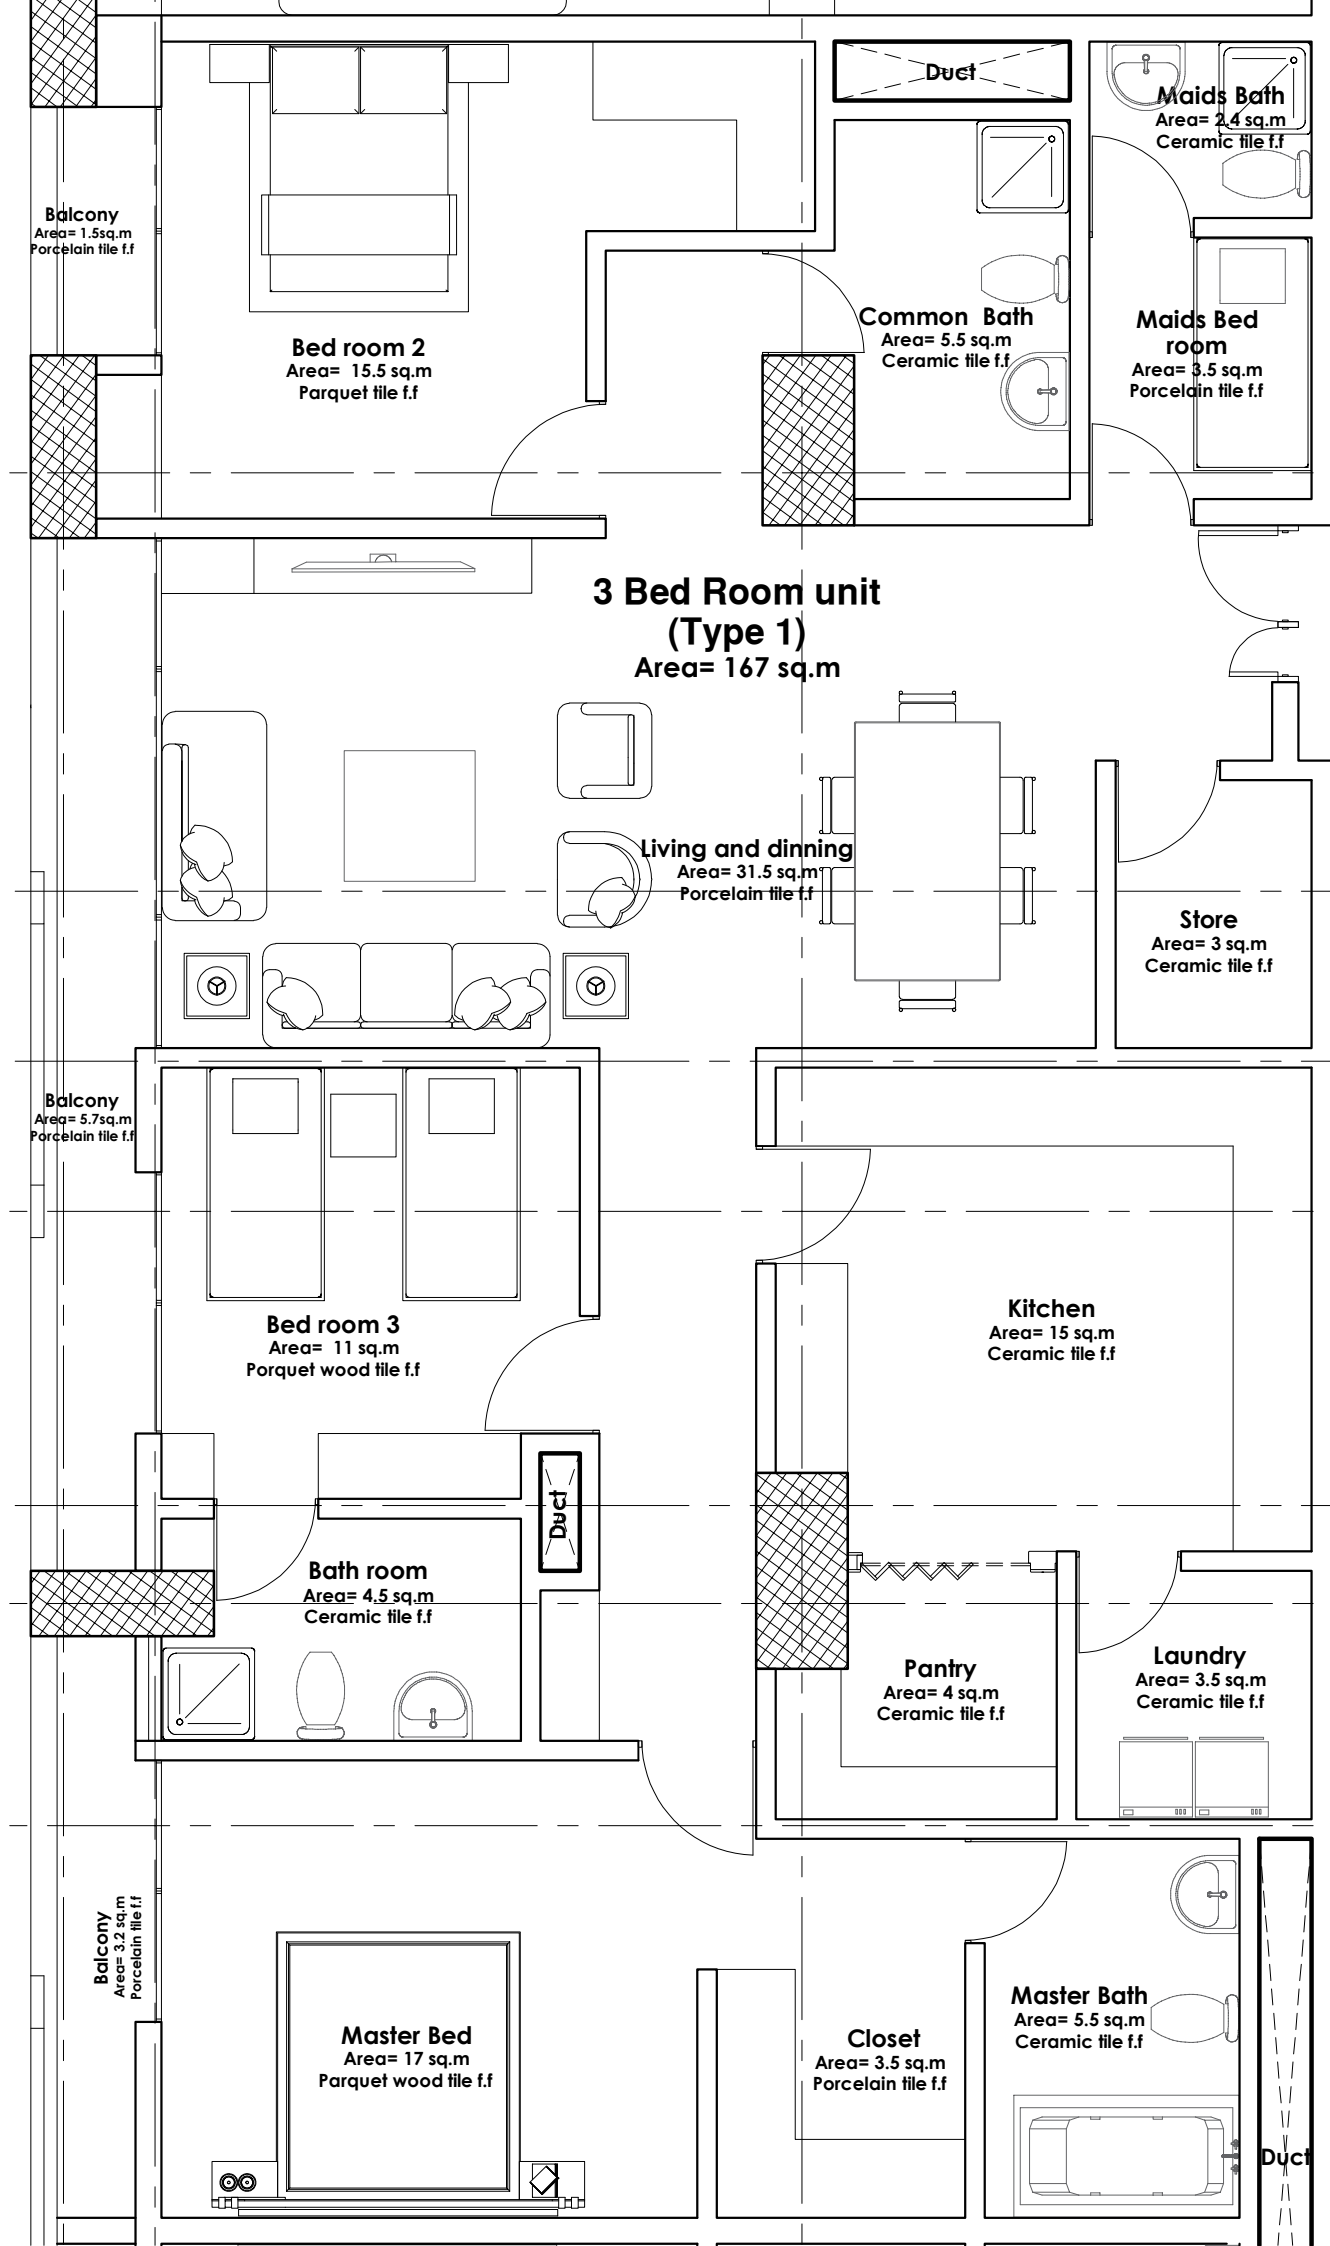 Duct
Maids Bath
Area= 2.4 sq.m
Ceramic tile f.f
Balcony
Area= 1.5sq.m
Porcelain tile f.f
Common Bath
Area= 5.5 sq.m
Ceramic tile f.f
Maids Bed
room
Area= 3.5 sq.m
Porcelain tile f.f
Bed room 2
Area= 15.5 sq.m
Parquet tile f.f
3 Bed Room unit
(Type 1)
Area= 167 sq.m
Living and dinning
Area= 31.5 sq.m
Porcelain tile f.f
Store
Area= 3 sq.m
Ceramic tile f.f
Balcony
Area= 5.7sq.m
Porcelain tile f.f
Bed room 3
Area= 11 sq.m
Porquet wood tile f.f
Kitchen
Area= 15 sq.m
Ceramic tile f.f
Duct
Bath room
Area= 4.5 sq.m
Ceramic tile f.f
Pantry
Area= 4 sq.m
Ceramic tile f.f
Laundry
Area= 3.5 sq.m
Ceramic tile f.f
Balcony
Area= 3.2 sq.m
Porcelain tile f.f
Master Bed
Area= 17 sq.m
Parquet wood tile f.f
Closet
Area= 3.5 sq.m
Porcelain tile f.f
Master Bath
Area= 5.5 sq.m
Ceramic tile f.f
Duct